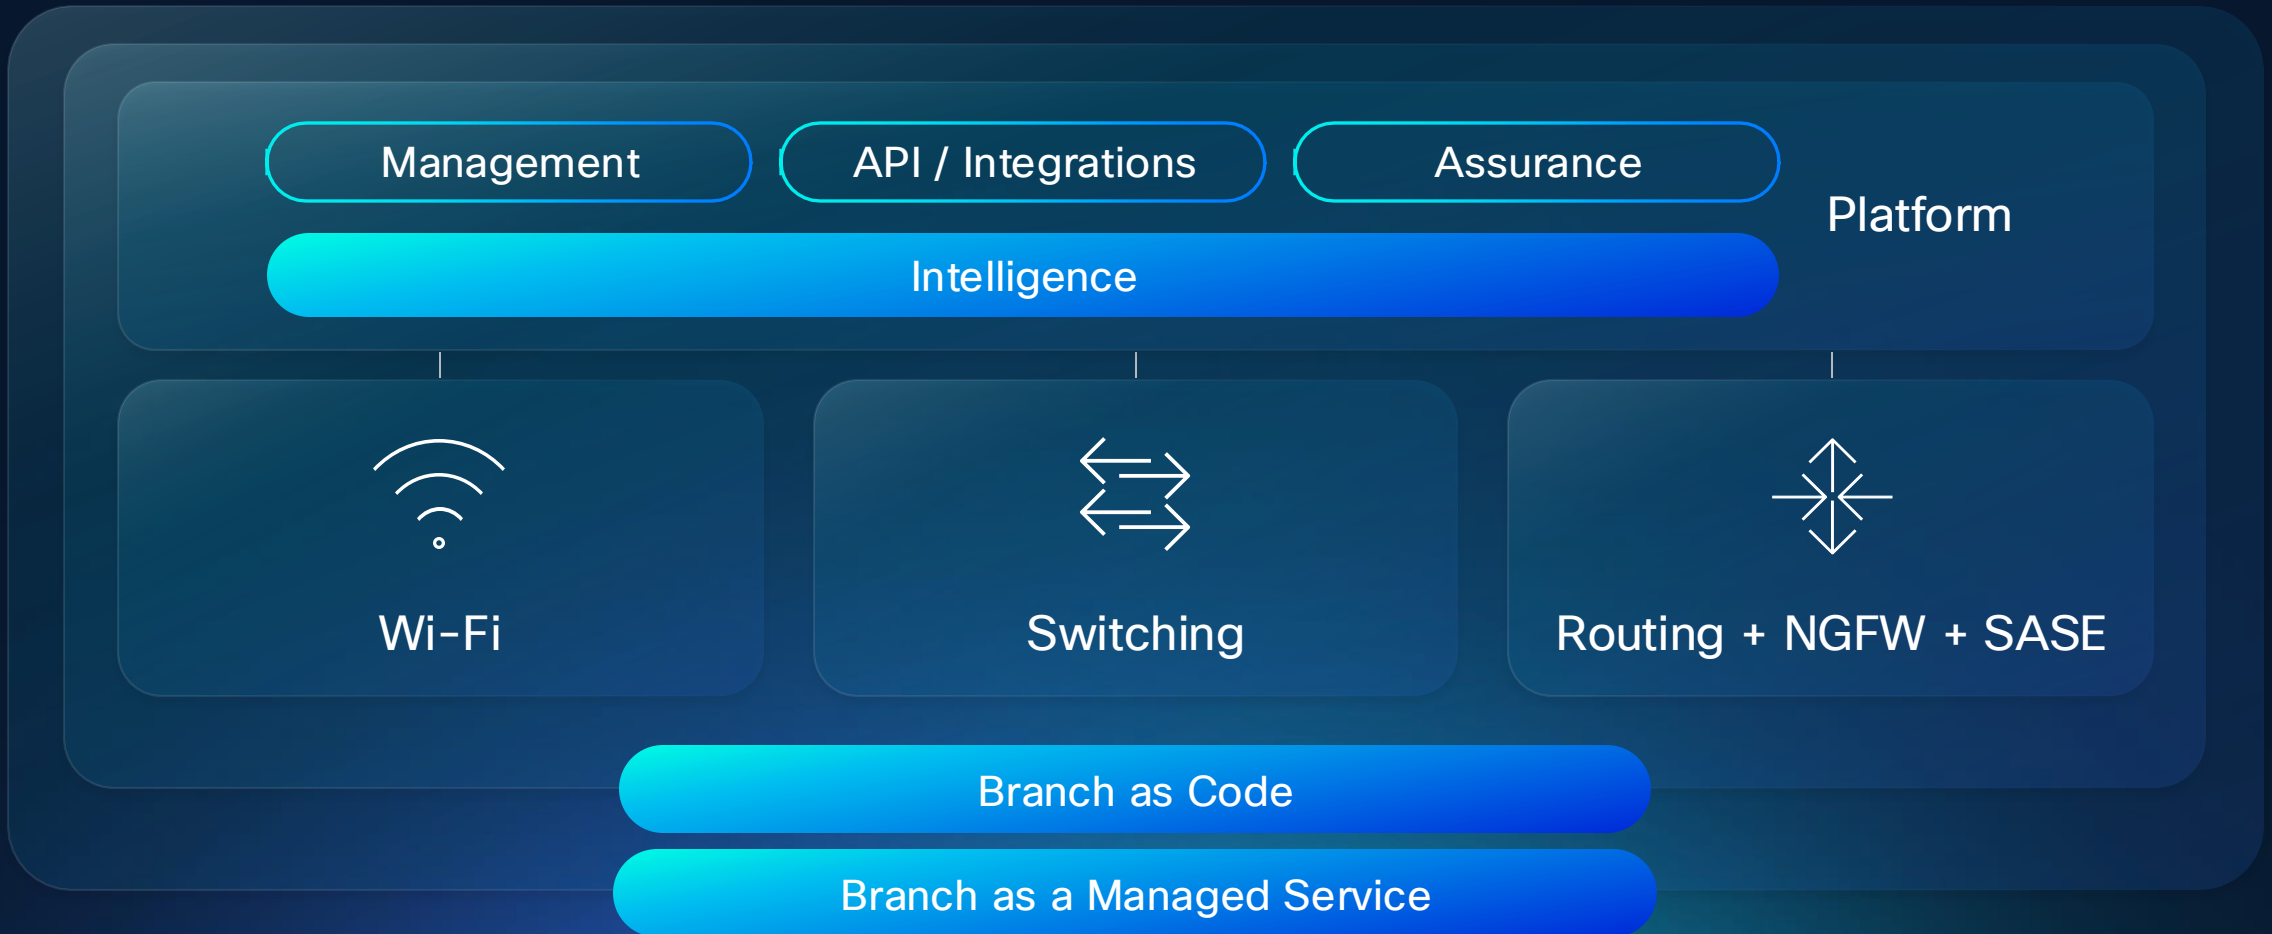 Management
API / Integrations
Assurance
Platform
Intelligence
Wi-Fi
Switching
Routing + NGFW + SASE
Branch as Code
Branch as a Managed Service